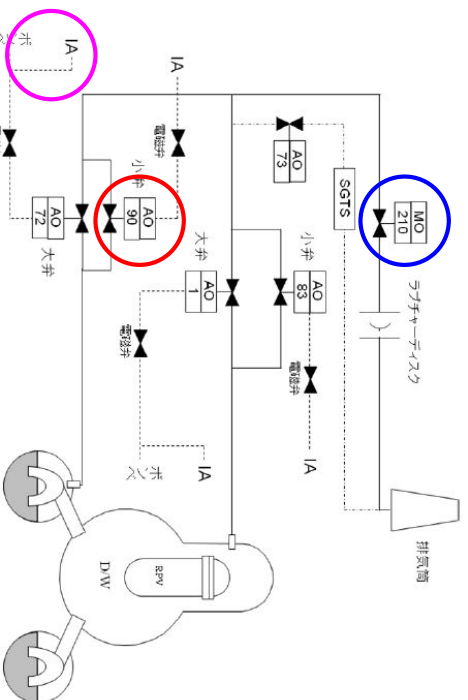 MO
210
ラプチャーディスク
排気筒
SGTS
AO
73
小弁
AO
83
電磁弁
IA
大弁
AO
1
IA
電磁弁
ボンベ
IA
電磁弁
小弁
AO
90
AO
72
大弁
IA
ボンベ
RPV
D/W